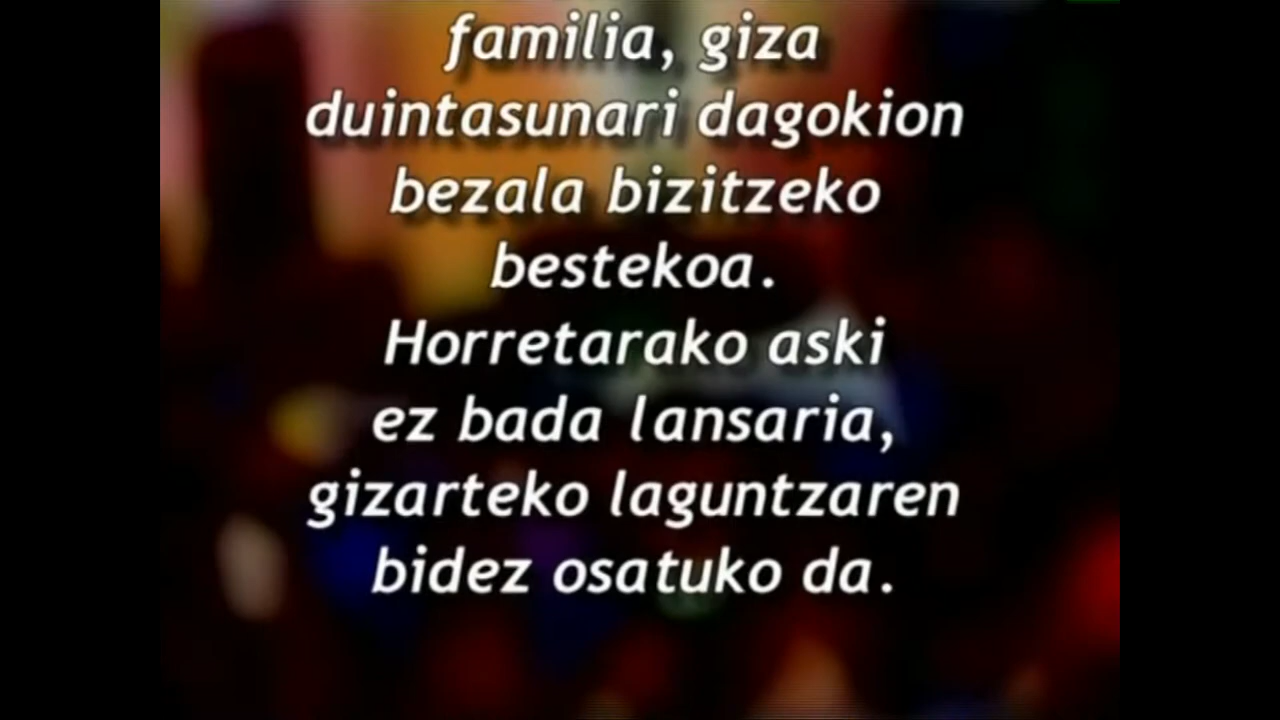 familia, giza
duintasunari dagokion
bezala bizitzeko
bestekoa.
Horretarako aski
ez bada lansaria,
gizarteko laguntzaren
bidez osatuko da.